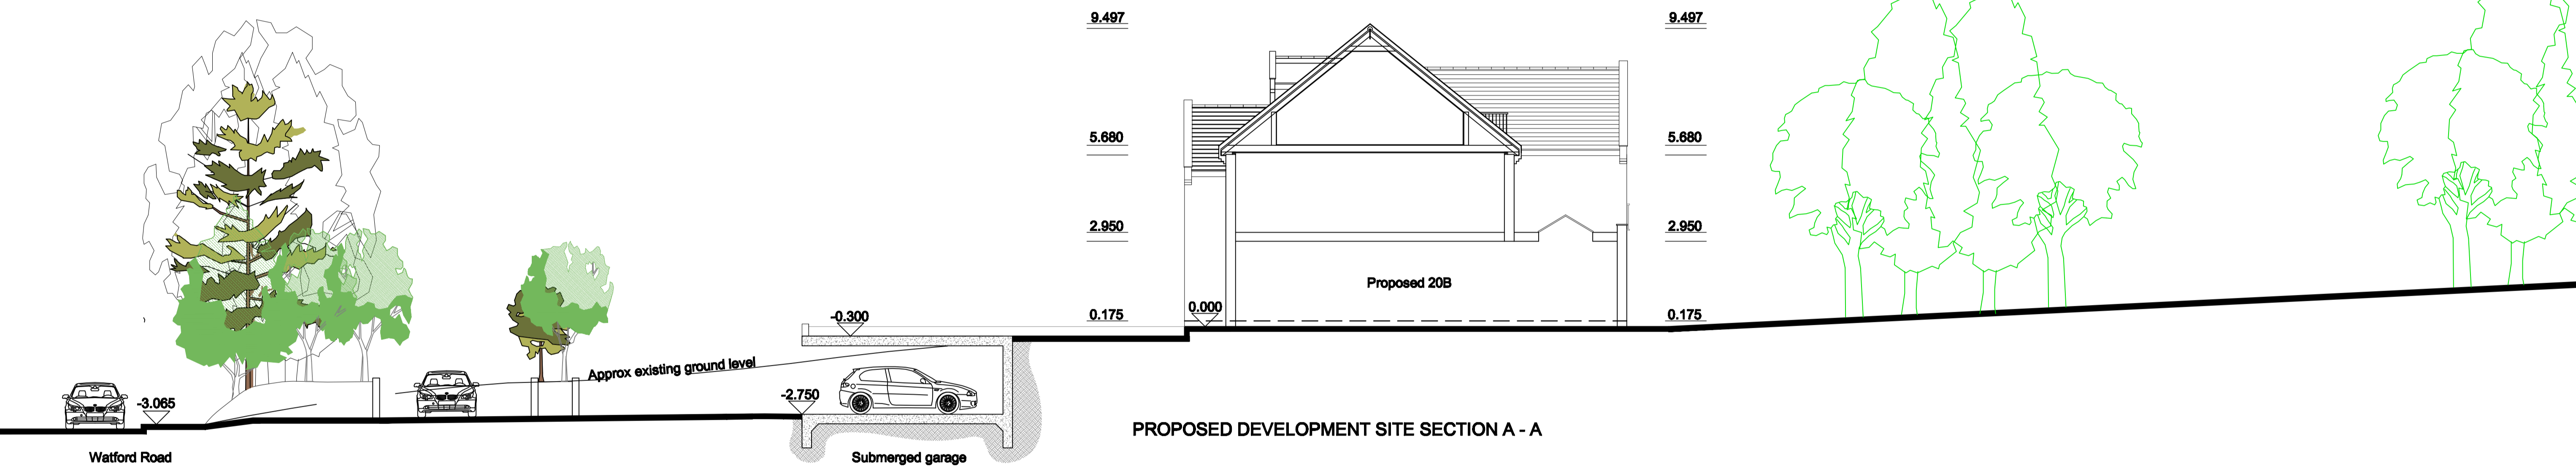 9.497
9.497
5.680
5.680
2.950
2.950
Proposed 20B
0.175
0.000
0.175
-0.300
Approx existing ground level
-2.750
-3.065
PROPOSED DEVELOPMENT SITE SECTION A - A
Watford Road
Submerged garage